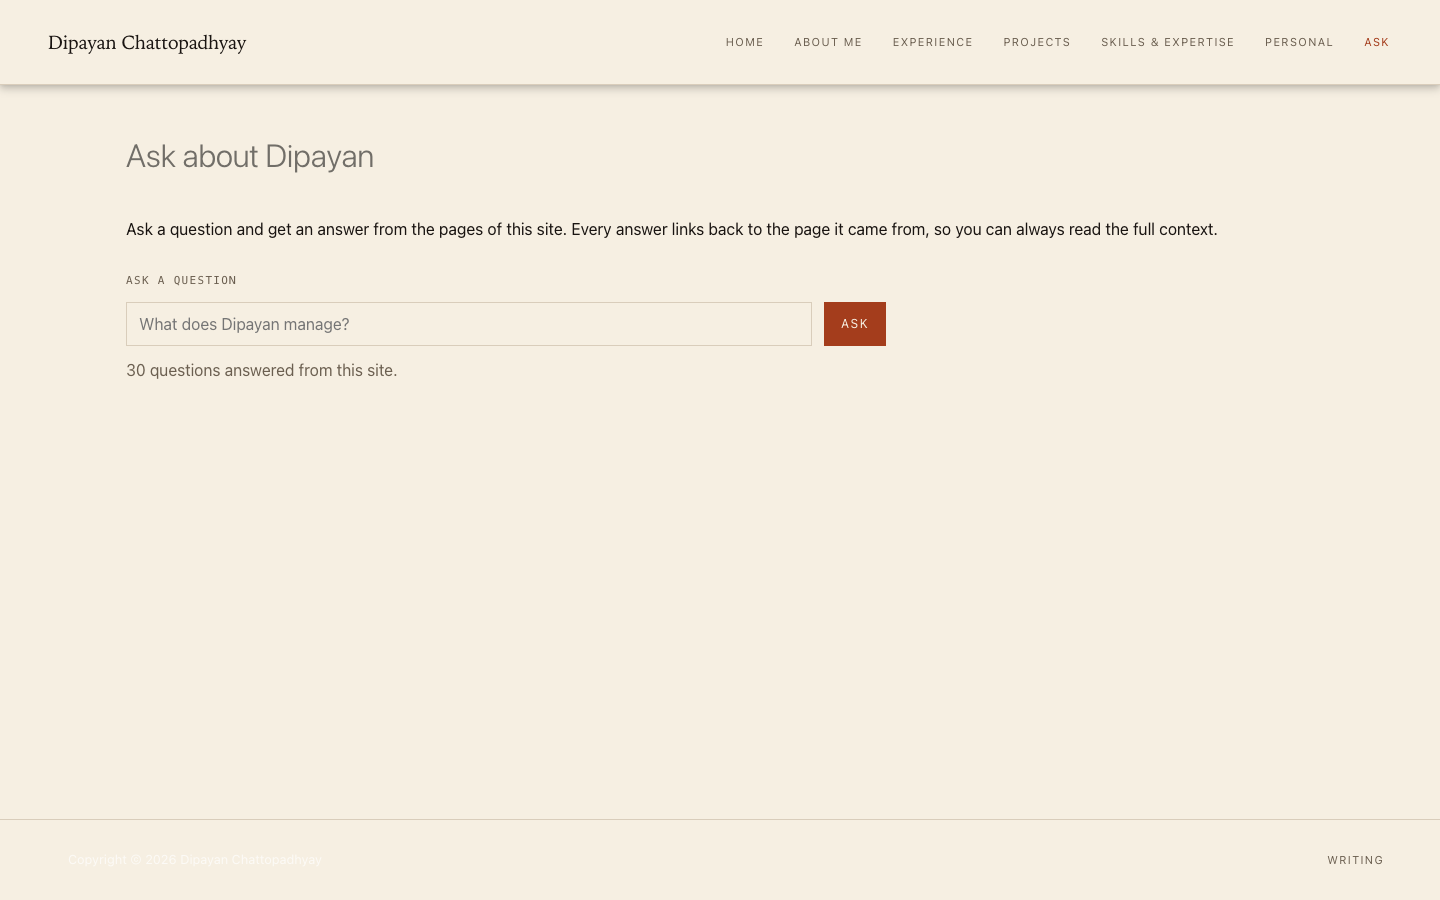 Dipayan Chattopadhyay
HOME ABOUT ME EXPERIENCE PROJECTS SKILLS & EXPERTISE PERSONAL ASK
Ask about Dipayan
Ask a question and get an answer from the pages of this site. Every answer links back to the page it came from, so you can always read the full context.
ASK A QUESTION
What does Dipayan manage? ASK
30 questions answered from this site.
Copyright © 2026 Dipayan Chattopadhyay WRITING